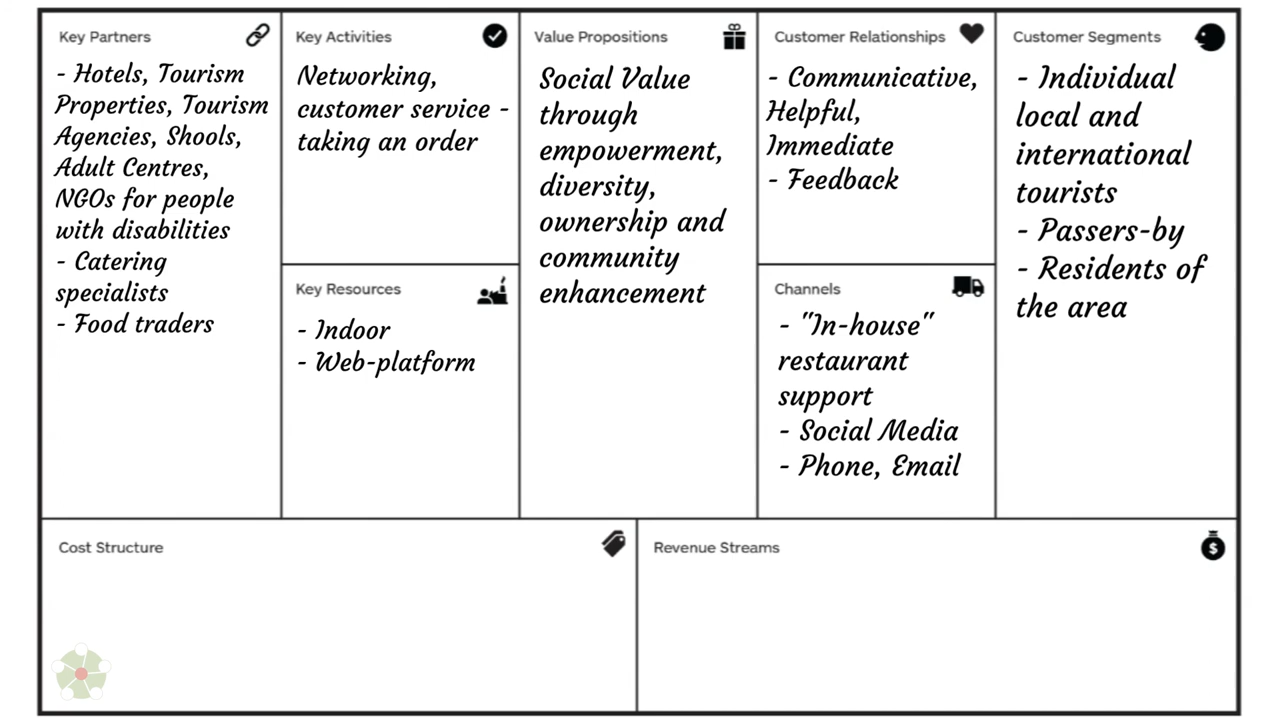 Key Partners
- Hotels, Tourism
Properties, Tourism
Agencies, Shools,
Adult Centres,
NGOs for people
with disabilities
- Catering
specialists
- Food traders
Key Activities
Networking,
customer service -
taking an order
Key Resources
- Indoor
- Web-platform
Value Propositions
Social Value
through
empowerment,
diversity,
ownership and
community
enhancement
Customer Relationships
- Communicative,
Helpful,
Immediate
- Feedback
Channels
- "In-house"
restaurant
support
- Social Media
- Phone, Email
Customer Segments
- Individual
local and
international
tourists
- Passers-by
- Residents of
the area
Cost Structure
Revenue Streams
$